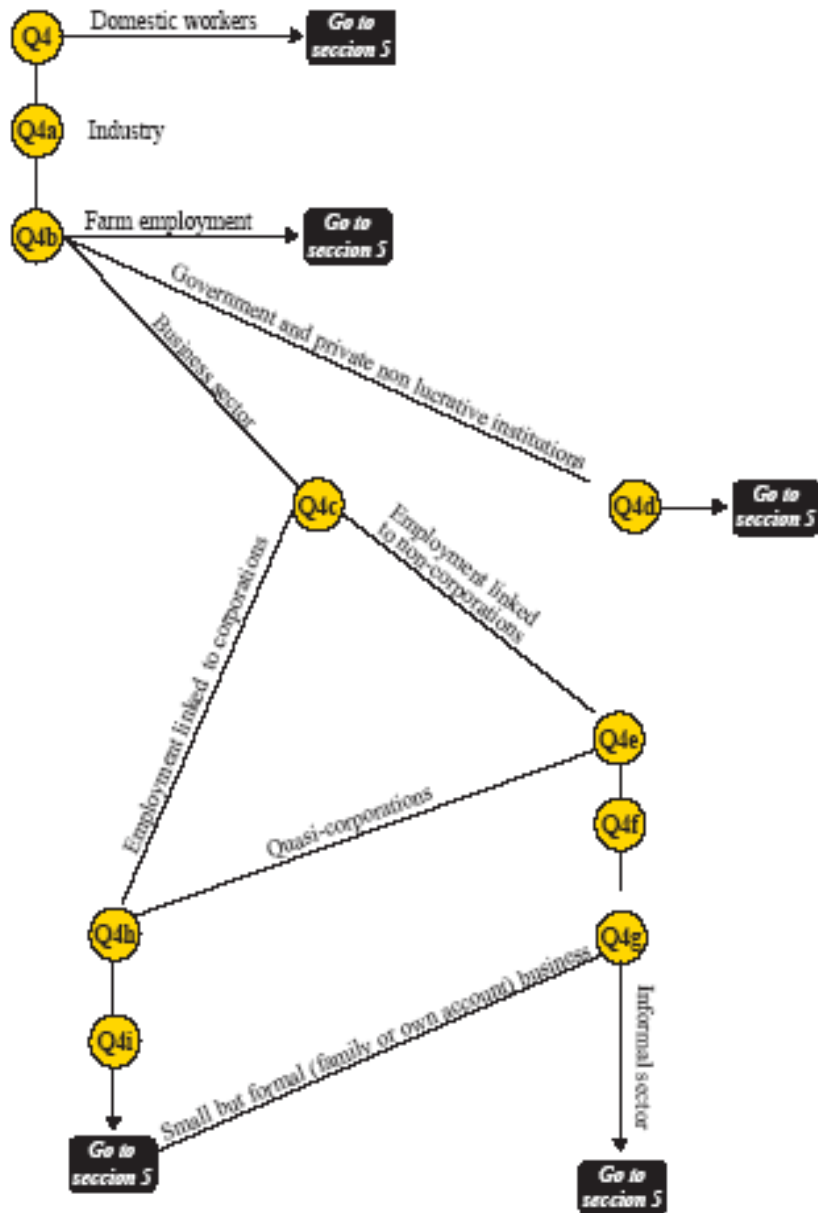 Q4
Domestic workers
Go to
seccion 5
Q4a
Industry
Q4b
Farm employment
Go to
seccion 5
Government and private non lucrative institutions
Business sector
Q4c
Q4d
Go to
seccion 5
Employment linked
to non-corporations
Employment linked to corporations
Q4e
Quasi-corporations
Q4f
Q4h
Q4g
Small but formal (family or own account) business
Informal sector
Q4i
Go to
seccion 5
Go to
seccion 5